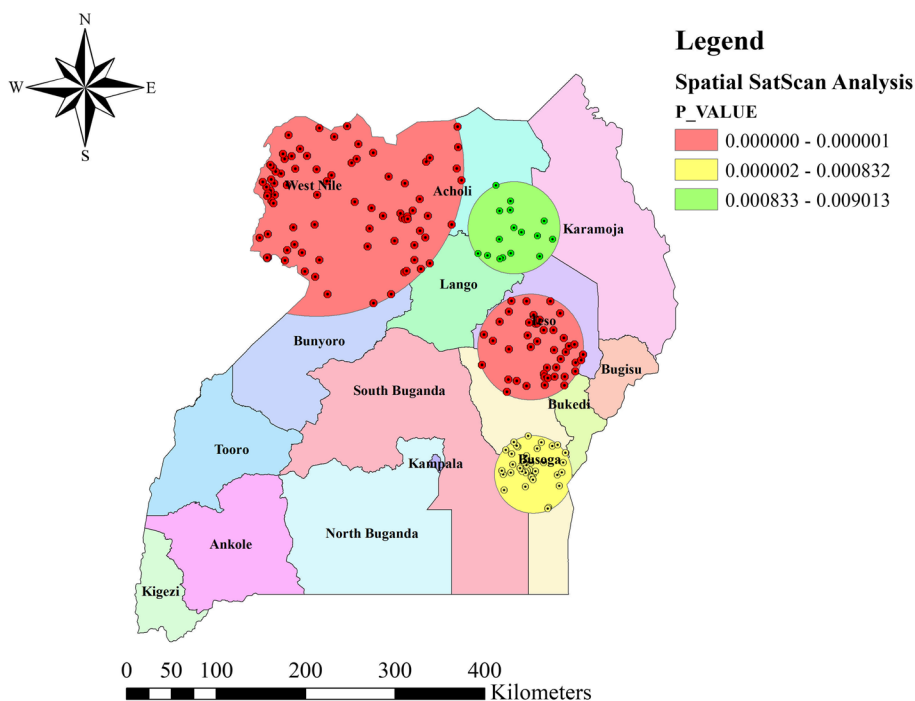 N
W
E
S
Legend
Spatial SatScan Analysis
P_VALUE
0.000000 - 0.000001
0.000002 - 0.000832
0.000833 - 0.009013
West Nile
Acholi
Karamoja
Lango
Teso
Bunyoro
Bugisu
South Buganda
Bukedi
Tooro
Kampala
Busoga
North Buganda
Ankole
Kigezi
0 50 100 200 300 400
Kilometers